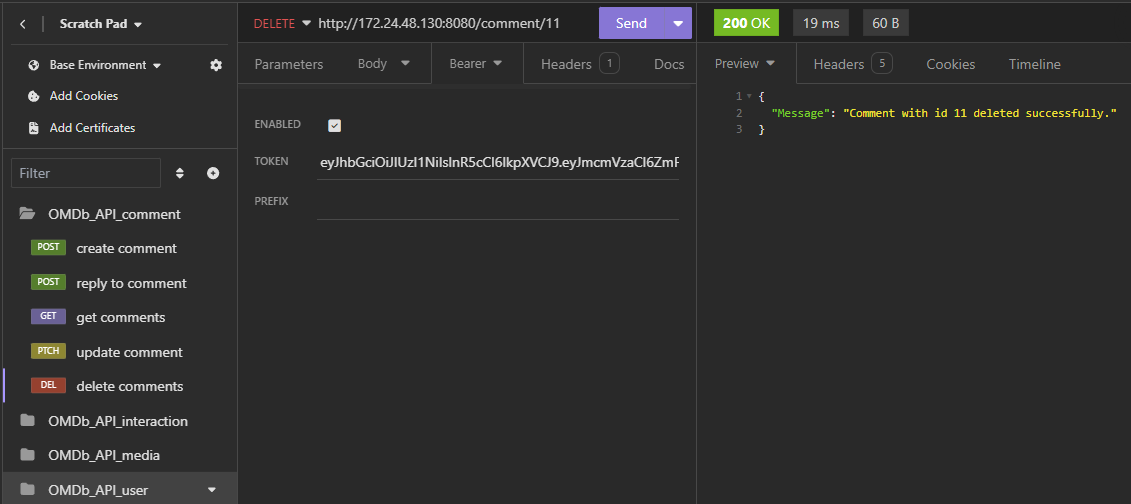 Scratch Pad
Base Environment
Add Cookies
Add Certificates
Filter
OMDb_API_comment
POST create comment
POST reply to comment
GET get comments
PTCH update comment
DEL delete comments
OMDb_API_interaction
OMDb_API_media
OMDb_API_user
DELETE http://172.24.48.130:8080/comment/11 Send
Parameters Body Bearer Headers 1 Docs
ENABLED
TOKEN eyJhbGciOiJIUzI1NiIsInR5cCI6IkpXVCJ9.eyJmcmVzaCI6ZmF
PREFIX
200 OK 19 ms 60 B
Preview Headers 5 Cookies Timeline
1 {
2 "Message": "Comment with id 11 deleted successfully."
3 }